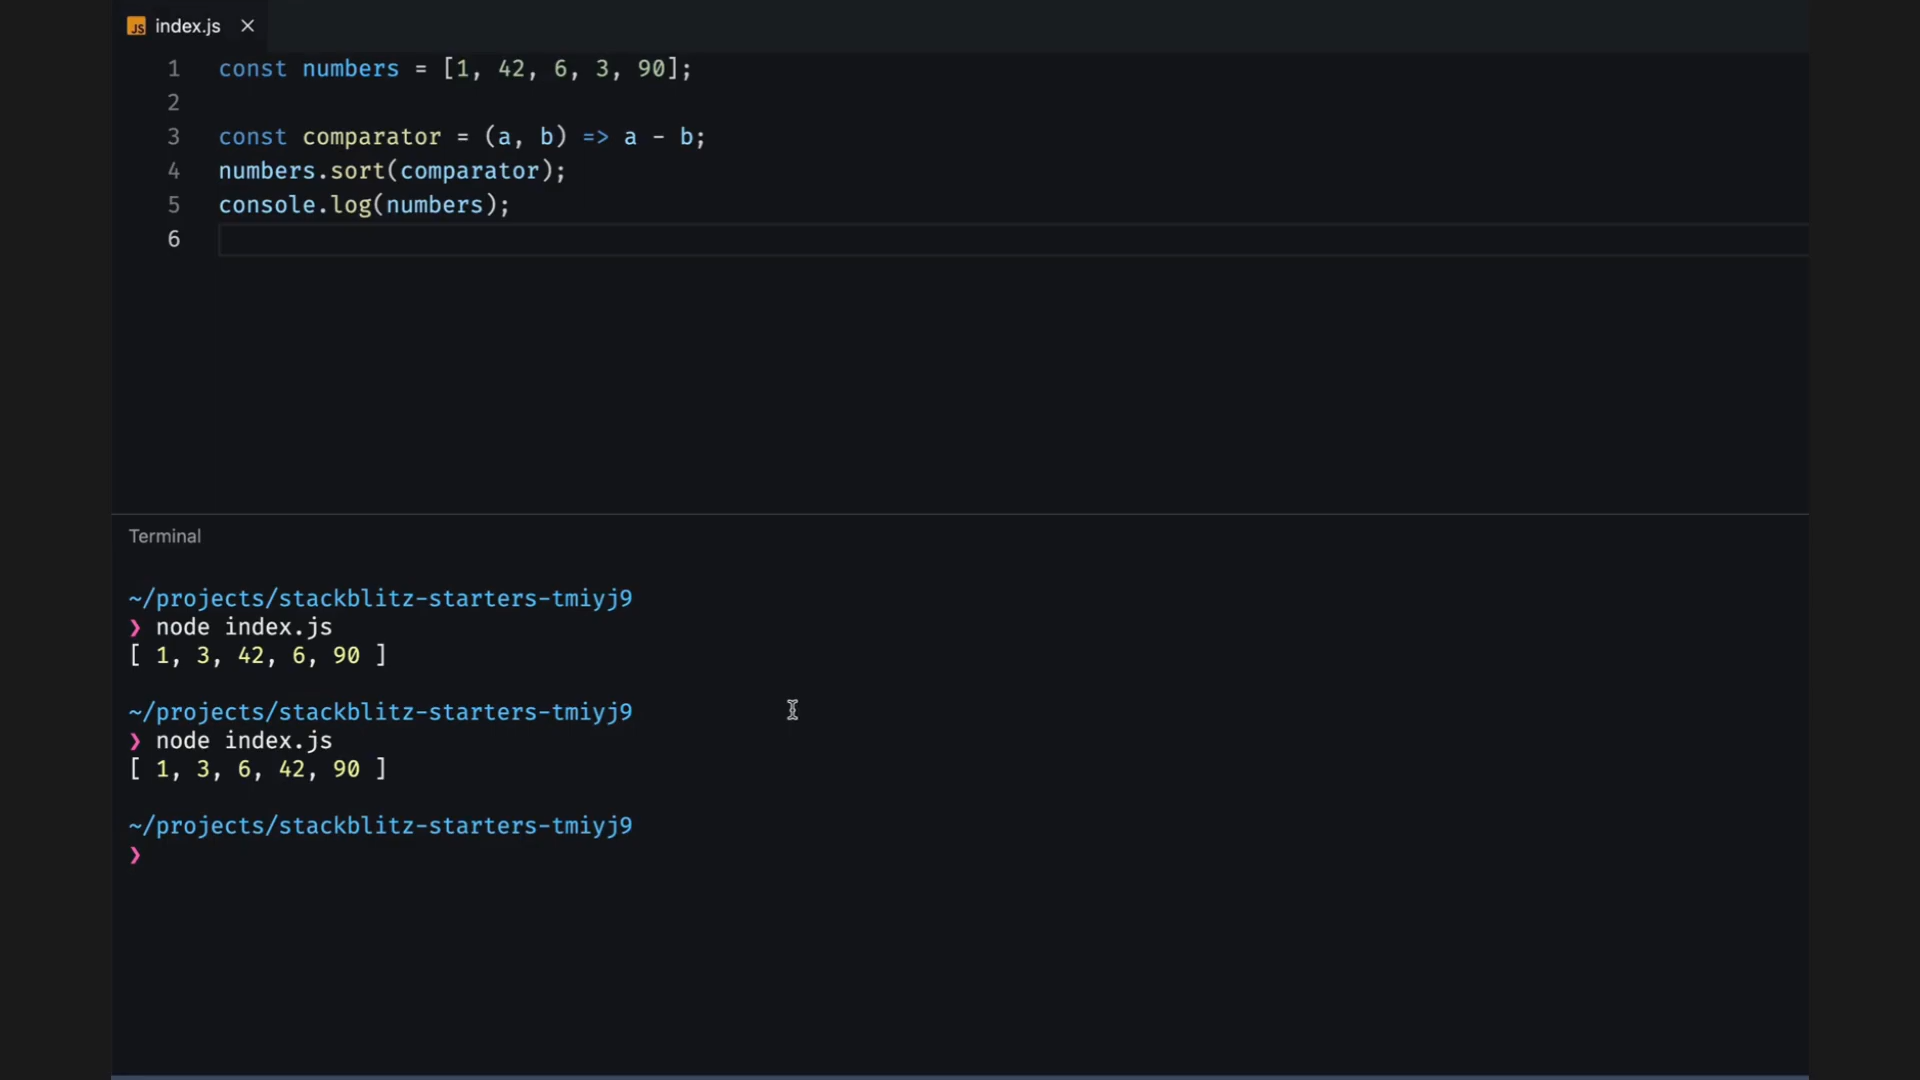 JS index.js ×
1 const numbers = [1, 42, 6, 3, 90];
2
3 const comparator = (a, b) => a - b;
4 numbers.sort(comparator);
5 console.log(numbers);
6
Terminal
~/projects/stackblitz-starters-tmiyj9
❯ node index.js
[ 1, 3, 42, 6, 90 ]
~/projects/stackblitz-starters-tmiyj9
❯ node index.js
[ 1, 3, 6, 42, 90 ]
~/projects/stackblitz-starters-tmiyj9
❯